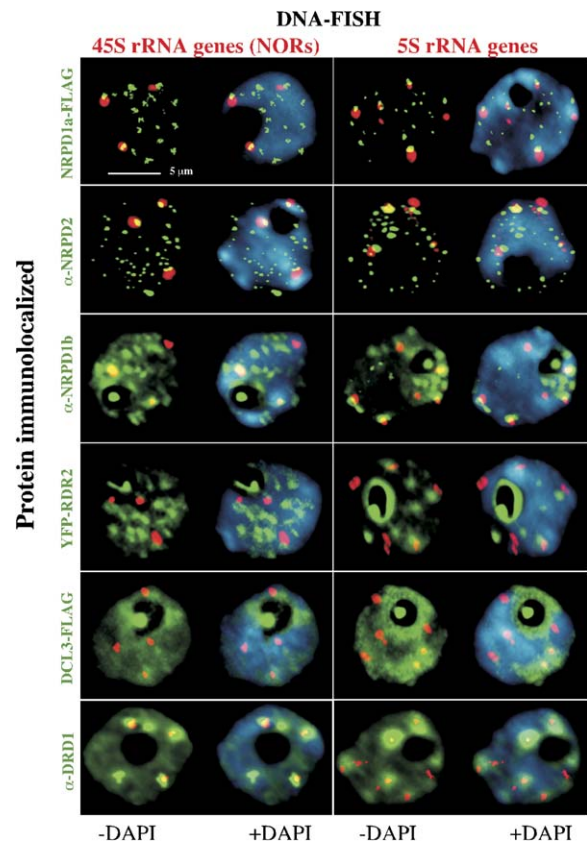 DNA-FISH
45S rRNA genes (NORs)
5S rRNA genes
Protein immunolocalized
NRPD1a-FLAG
5 µm
α-NRPD2
α-NRPD1b
YFP-RDR2
DCL3-FLAG
α-DRD1
-DAPI
+DAPI
-DAPI
+DAPI